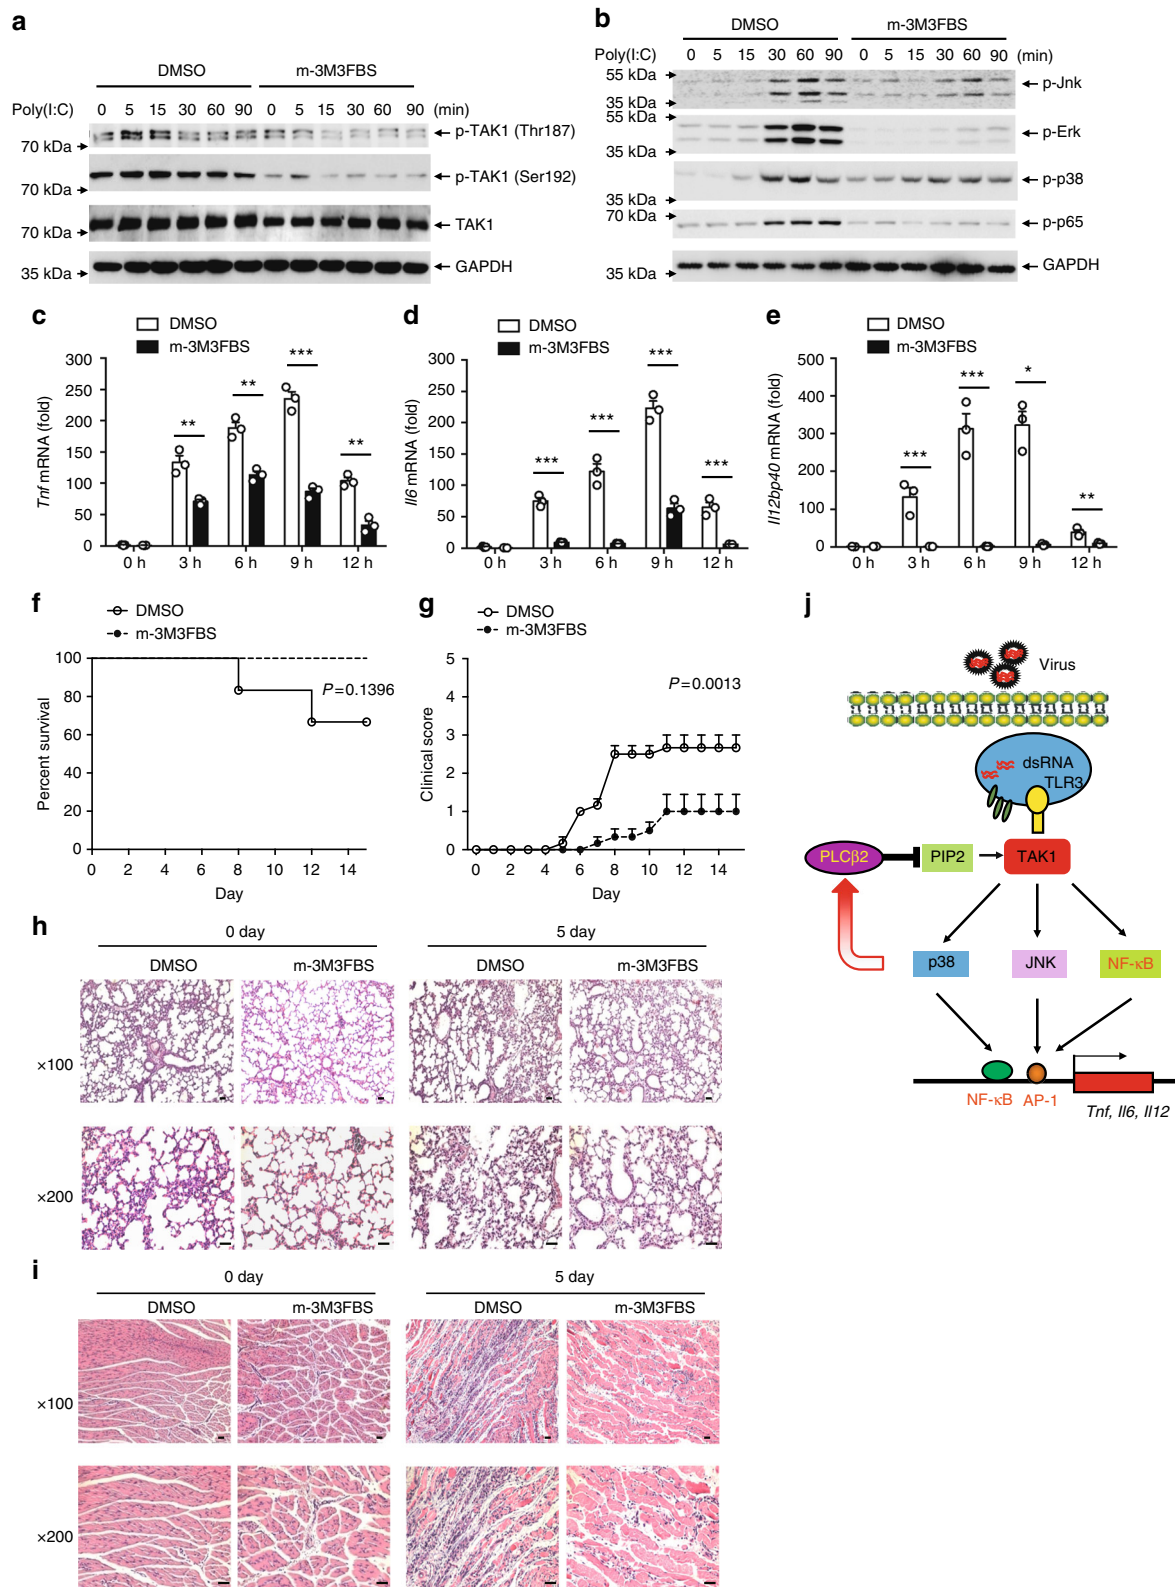 a
DMSO m-3M3FBS
Poly(I:C) 0 5 15 30 60 90 0 5 15 30 60 90 (min)
p-TAK1 (Thr187)
70 kDa
p-TAK1 (Ser192)
70 kDa
TAK1
70 kDa
GAPDH
35 kDa
b
DMSO m-3M3FBS
Poly(I:C) 0 5 15 30 60 90 0 5 15 30 60 90 (min)
55 kDa
p-Jnk
35 kDa
55 kDa
p-Erk
35 kDa
p-p38
35 kDa
70 kDa
p-p65
GAPDH
35 kDa
c
DMSO
m-3M3FBS
Tnf mRNA (fold)
300
250
200
150
100
50
0
** ** *** **
0 h 3 h 6 h 9 h 12 h
d
DMSO
m-3M3FBS
Il6 mRNA (fold)
300
250
200
150
100
50
0
*** *** *** ***
0 h 3 h 6 h 9 h 12 h
e
DMSO
m-3M3FBS
Il12bp40 mRNA (fold)
500
400
300
200
100
0
*** *** * **
0 h 3 h 6 h 9 h 12 h
f
DMSO
m-3M3FBS
Percent survival
100
80
60
40
20
0
P=0.1396
0 2 4 6 8 10 12 14
Day
g
DMSO
m-3M3FBS
Clinical score
5
4
3
2
1
0
P=0.0013
0 2 4 6 8 10 12 14
Day
j
Virus
dsRNA
TLR3
PLCβ2 PIP2 TAK1
p38 JNK NF-κB
NF-κB AP-1 Tnf, Il6, Il12
h
0 day 5 day
DMSO m-3M3FBS DMSO m-3M3FBS
×100
×200
i
0 day 5 day
DMSO m-3M3FBS DMSO m-3M3FBS
×100
×200